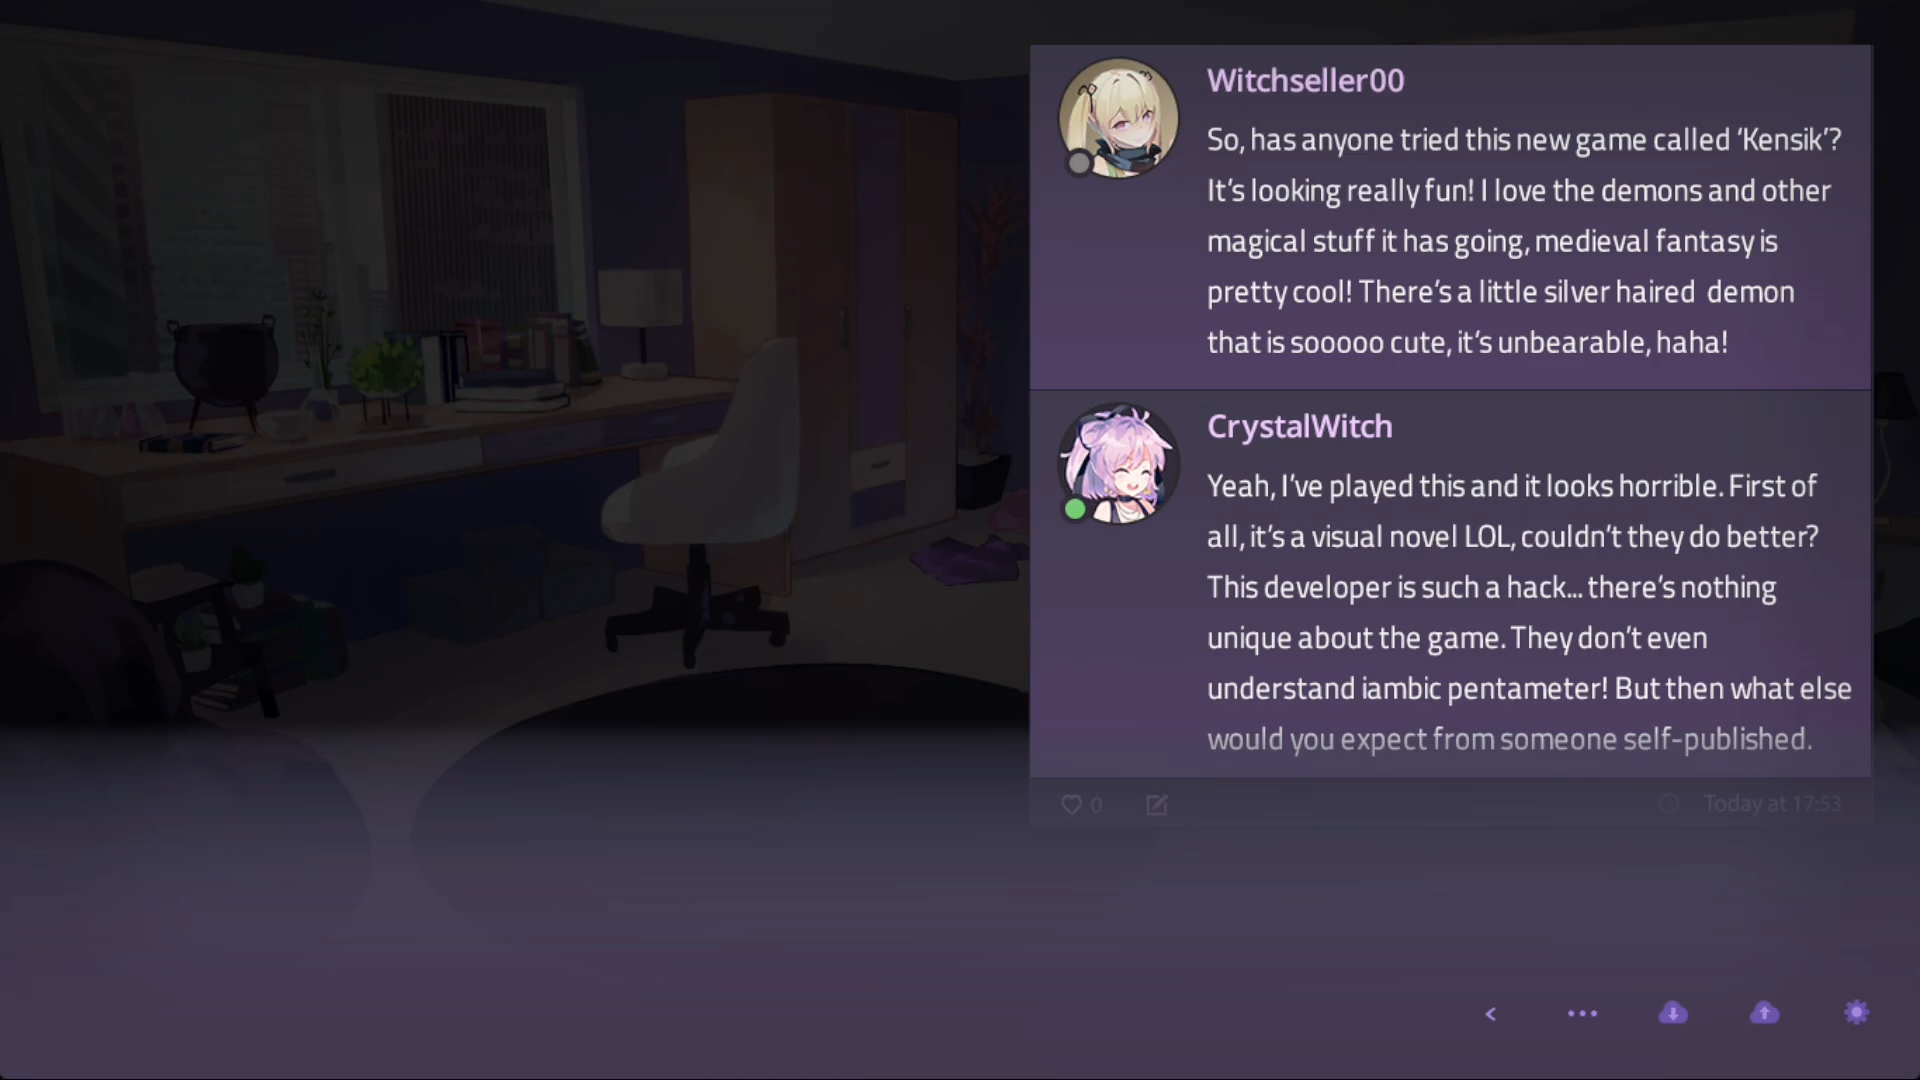 Witchseller00
So, has anyone tried this new game called ‘Kensik’?
It’s looking really fun! I love the demons and other
magical stuff it has going, medieval fantasy is
pretty cool! There’s a little silver haired  demon
that is sooooo cute, it’s unbearable, haha!
CrystalWitch
Yeah, I’ve played this and it looks horrible. First of
all, it’s a visual novel LOL, couldn’t they do better?
This developer is such a hack... there’s nothing
unique about the game. They don’t even
understand iambic pentameter! But then what else
would you expect from someone self-published.
0
Today at 17:53